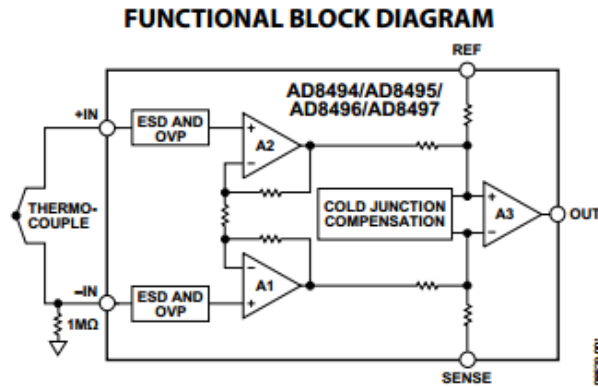 FUNCTIONAL BLOCK DIAGRAM
REF
AD8494/AD8495/
AD8496/AD8497
+IN
ESD AND
OVP
+
A2
–
THERMO-
COUPLE
COLD JUNCTION
COMPENSATION
+
A3
–
OUT
–
A1
+
–IN
ESD AND
OVP
1MΩ
SENSE